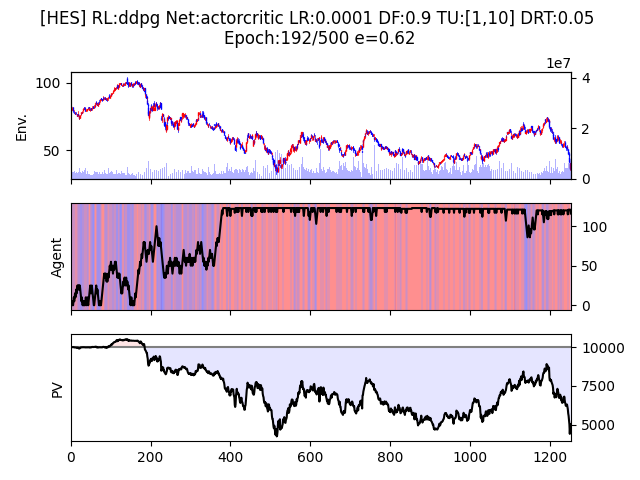 [HES] RL:ddpg Net:actorcritic LR:0.0001 DF:0.9 TU:[1,10] DRT:0.05
Epoch:192/500 e=0.62
1e7
100
50
Env.
4
2
0
Agent
100
50
0
PV
10000
7500
5000
0 200 400 600 800 1000 1200